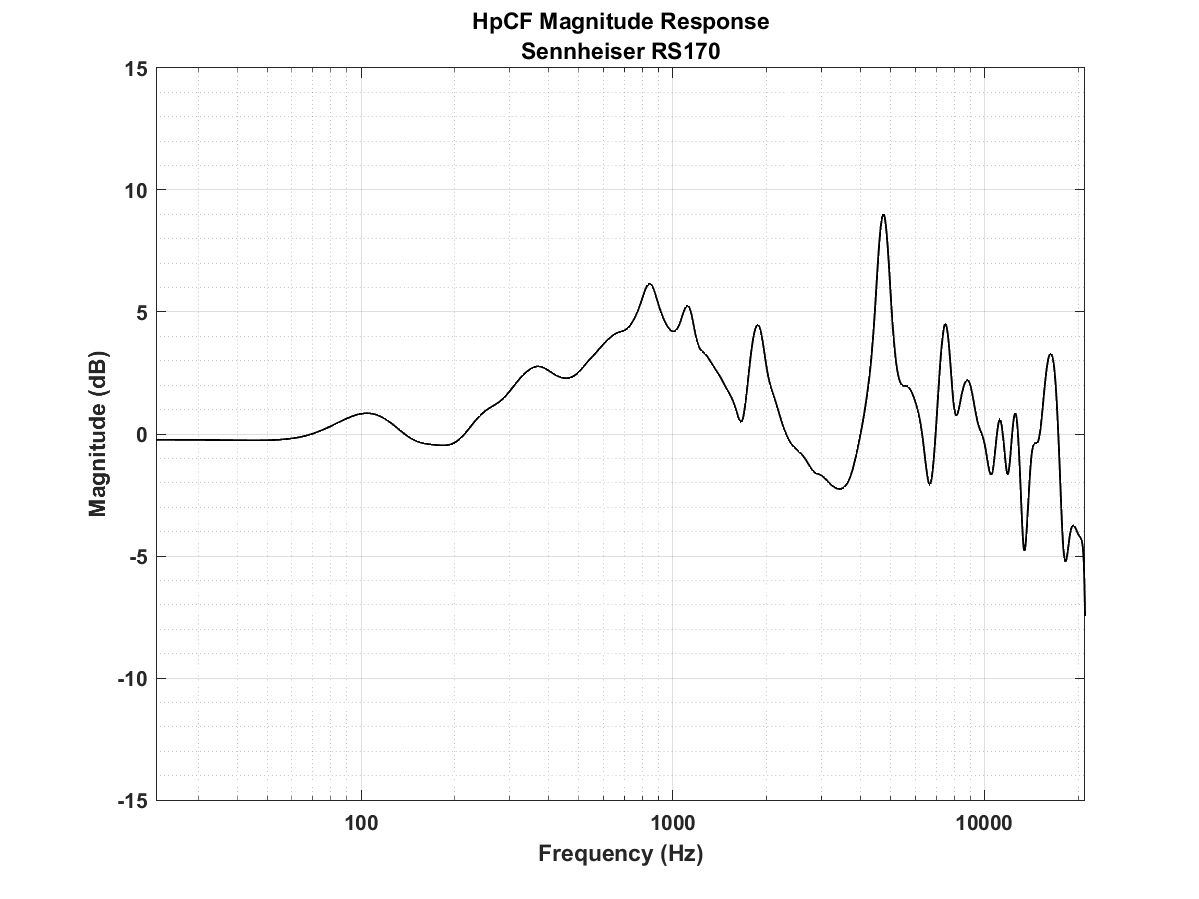 HpCF Magnitude Response
Sennheiser RS170
15
10
5
0
-5
-10
-15
Magnitude (dB)
100
1000
10000
Frequency (Hz)